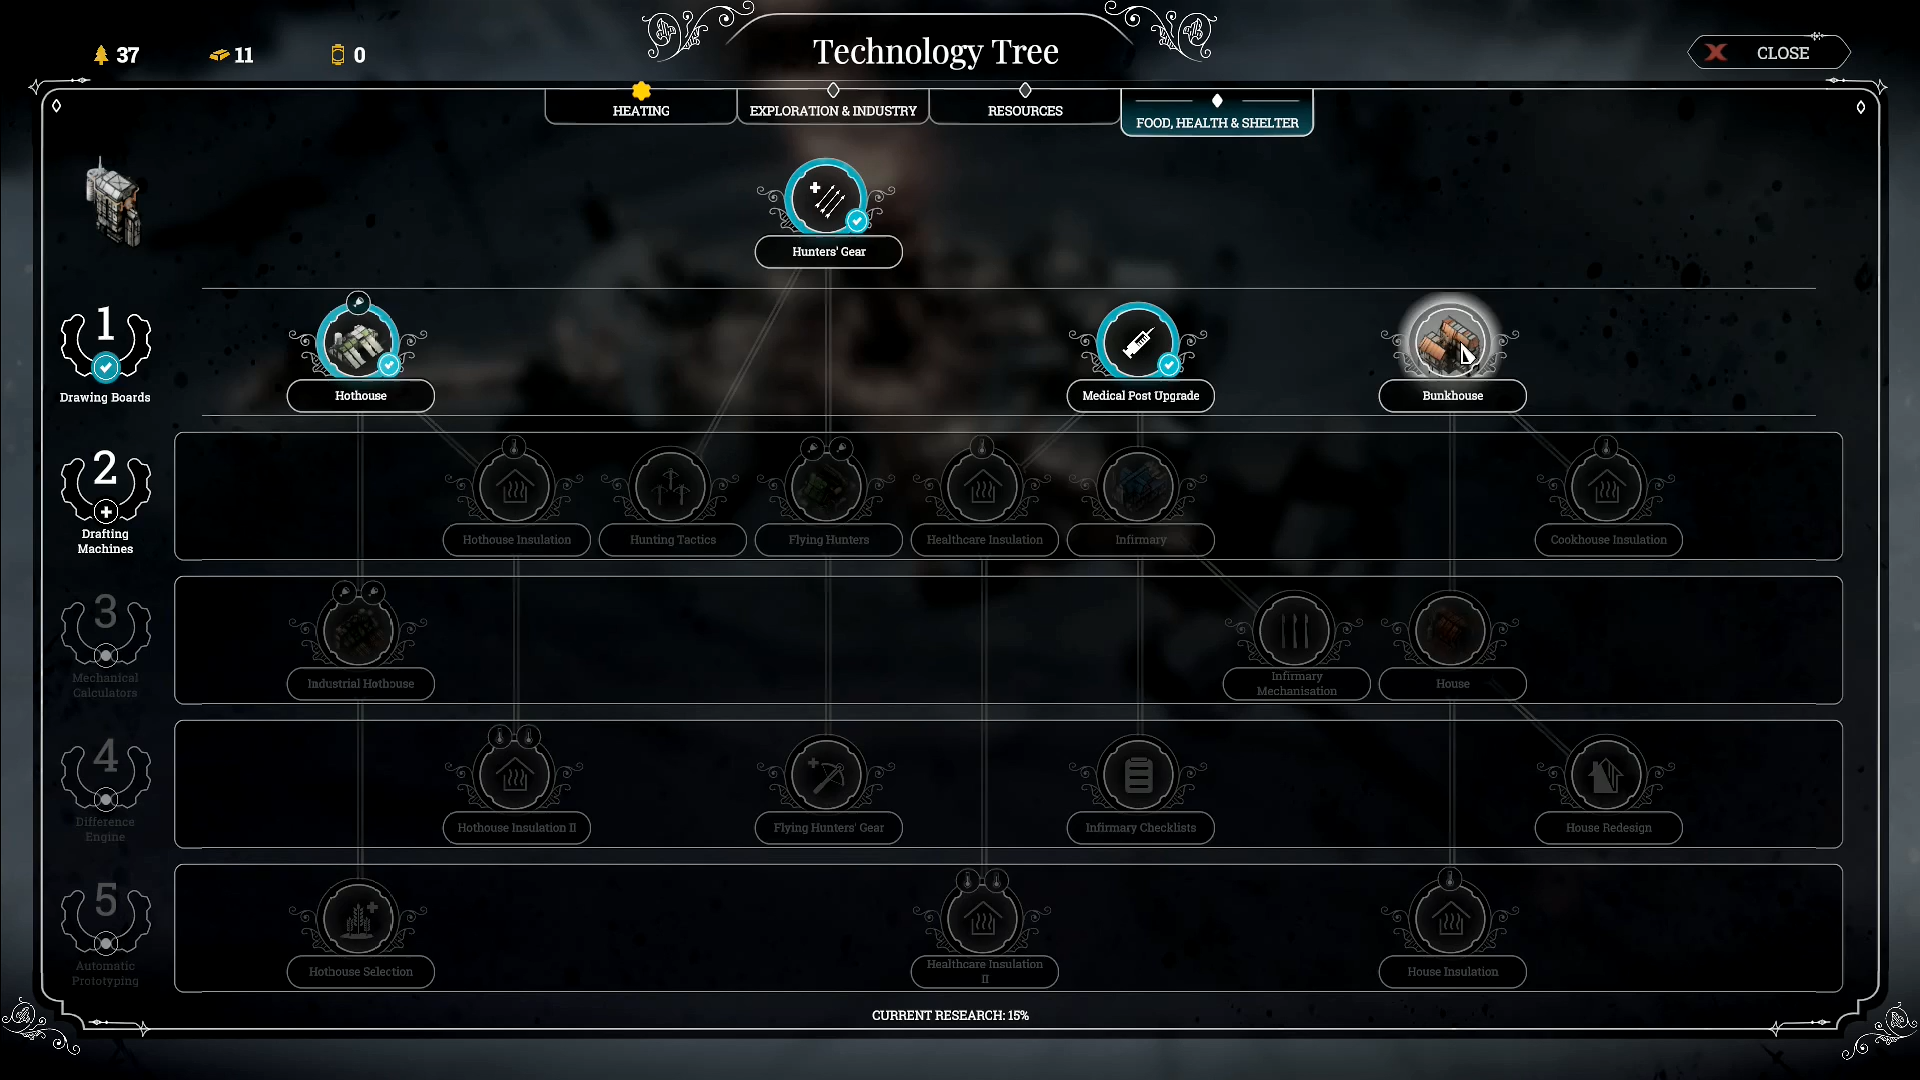 37
11
0
Technology Tree
CLOSE
HEATING
EXPLORATION & INDUSTRY
RESOURCES
FOOD, HEALTH & SHELTER
Hunters' Gear
1
Drawing Boards
Hothouse
Medical Post Upgrade
Bunkhouse
2
Drafting
Machines
Hothouse Insulation
Hunting Tactics
Flying Hunters
Healthcare Insulation
Infirmary
Cookhouse Insulation
3
Mechanical
Calculators
Industrial Hothouse
Infirmary
Mechanisation
House
4
Difference
Engine
Hothouse Insulation II
Flying Hunters' Gear
Infirmary Checklists
House Redesign
5
Automatic
Prototyping
Hothouse Selection
Healthcare Insulation
II
House Insulation
CURRENT RESEARCH: 15%